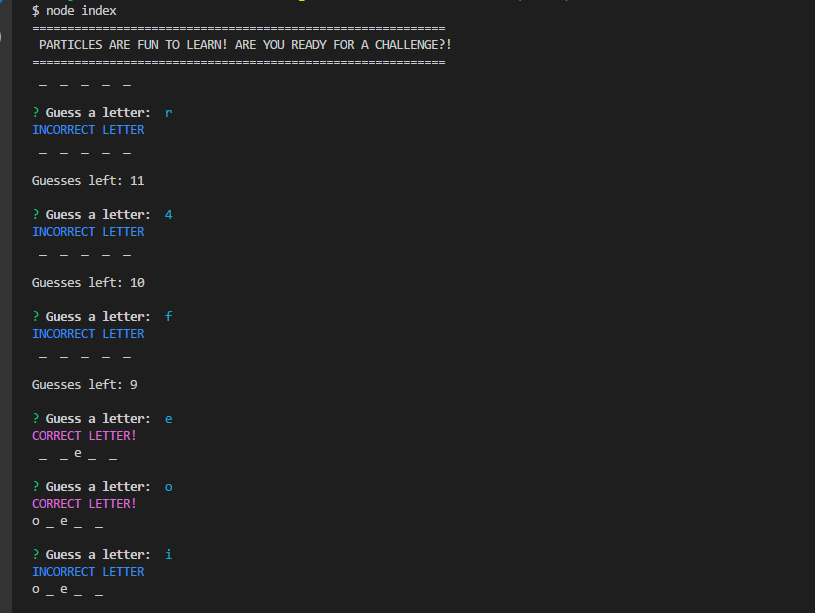 $ node index
===========================================================
PARTICLES ARE FUN TO LEARN! ARE YOU READY FOR A CHALLENGE?!
===========================================================
_ _ _ _ _
? Guess a letter: r
INCORRECT LETTER
_ _ _ _ _
Guesses left: 11
? Guess a letter: 4
INCORRECT LETTER
_ _ _ _ _
Guesses left: 10
? Guess a letter: f
INCORRECT LETTER
_ _ _ _ _
Guesses left: 9
? Guess a letter: e
CORRECT LETTER!
_ _ e _ _
? Guess a letter: o
CORRECT LETTER!
o _ e _ _
? Guess a letter: i
INCORRECT LETTER
o _ e _ _